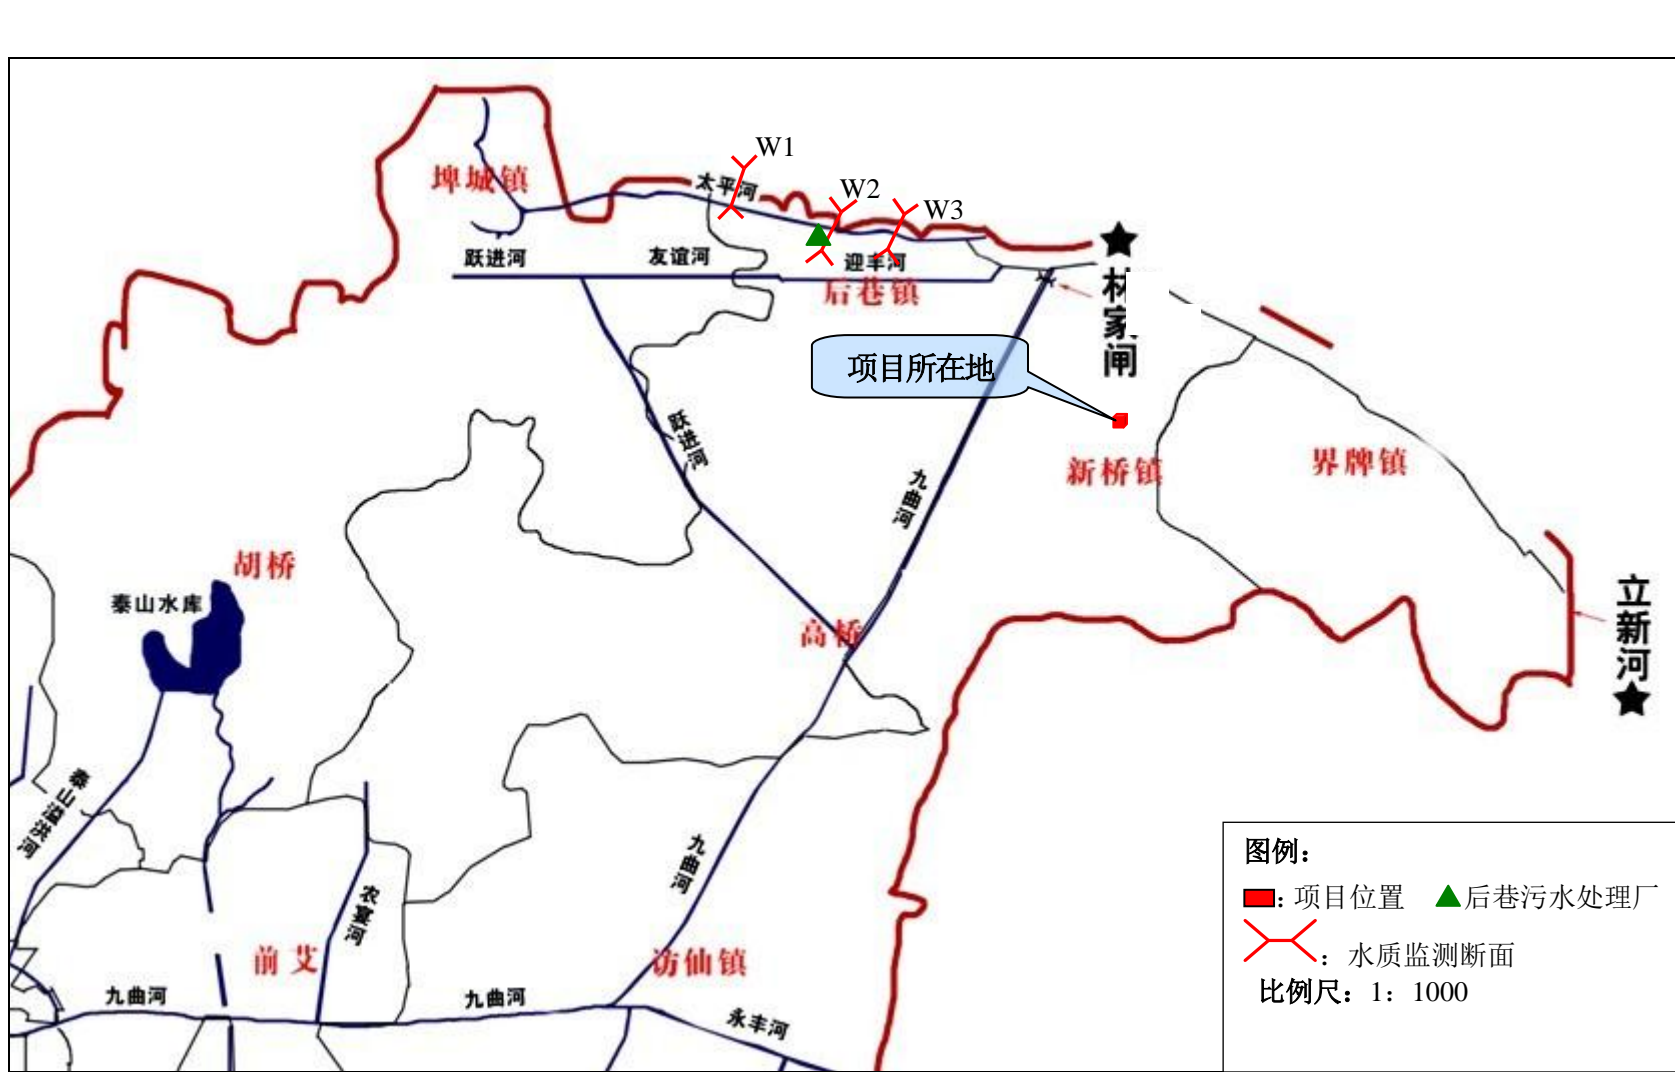 W1
埤城镇
太平河
W2
W3
跃进河
友谊河
迎丰河
后巷镇
林家闸
项目所在地
跃进河
九曲河
新桥镇
界牌镇
胡桥
泰山水库
高桥
立新河
泰山溢洪河
九曲河
农
河
前艾
访仙镇
九曲河
九曲河
永丰河
图例：
：项目位置 后巷污水处理厂
：水质监测断面
比例尺：1：1000